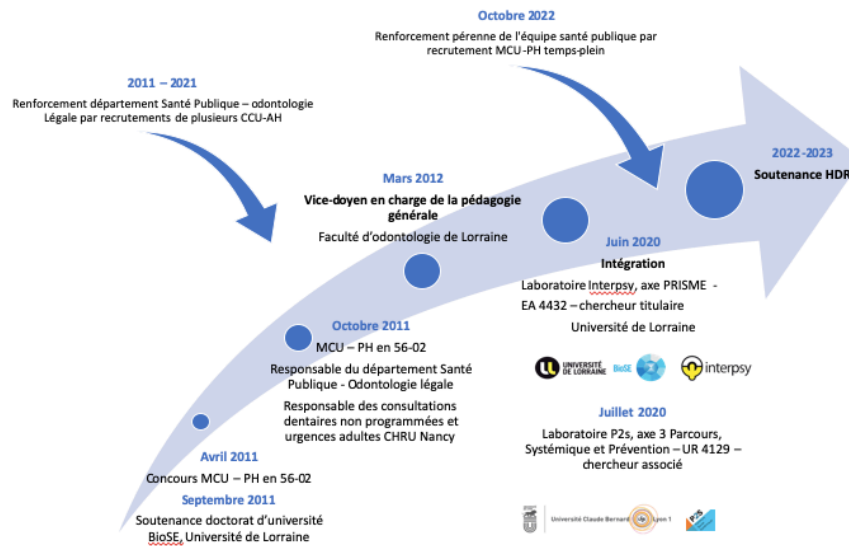 Octobre 2022
Renforcement pérenne de l'équipe santé publique par
recrutement MCU-PH temps-plein
2011 – 2021
Renforcement département Santé Publique – odontologie
Légale par recrutements de plusieurs CCU-AH
2022-2023
Soutenance HDR
Mars 2012
Vice-doyen en charge de la pédagogie
générale
Faculté d'odontologie de Lorraine
Juin 2020
Intégration
Laboratoire Interpsy, axe PRISME -
EA 4432 – chercheur titulaire
Université de Lorraine
Octobre 2011
MCU – PH en 56-02
Responsable du département Santé
Publique - Odontologie légale
Responsable des consultations
dentaires non programmées et
urgences adultes CHRU Nancy
UNIVERSITÉ
DE LORRAINE
BioSE
interpsy
Juillet 2020
Laboratoire P2s, axe 3 Parcours,
Systémique et Prévention – UR 4129 –
chercheur associé
Avril 2011
Concours MCU – PH en 56-02
Septembre 2011
Soutenance doctorat d'université
BioSE, Université de Lorraine
Université Claude Bernard Lyon 1
P2S